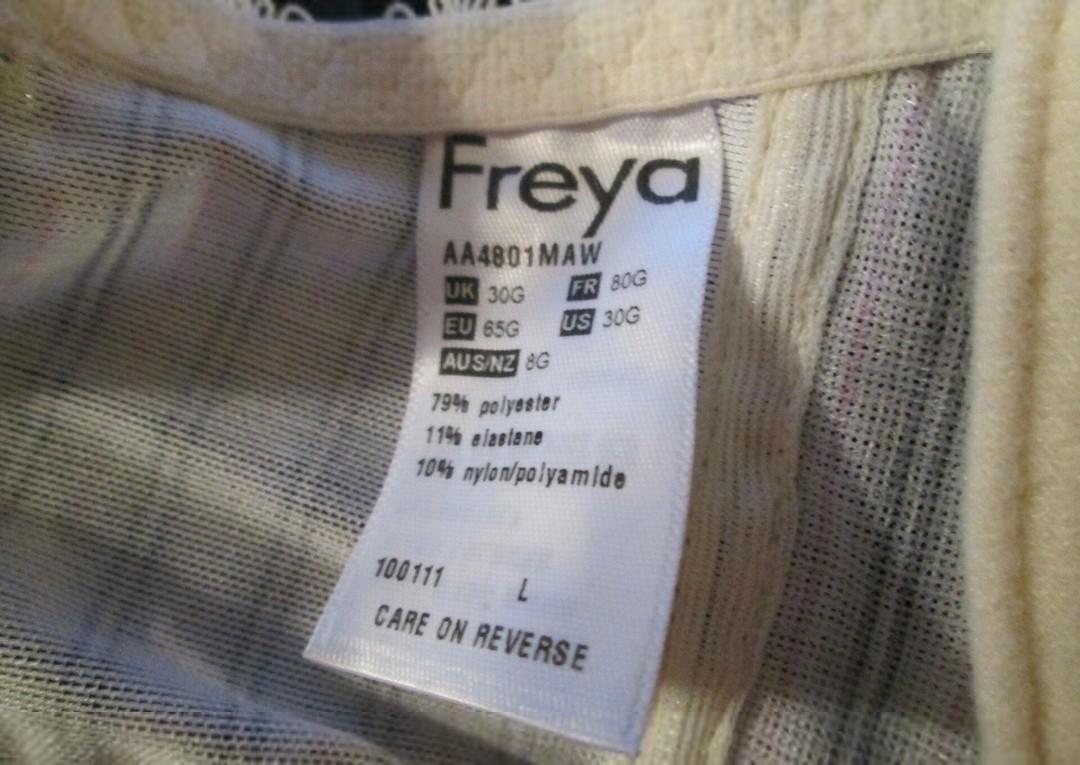 Freya
AA4801MAW
UK 30G FR 80G
EU 65G US 30G
AUS/NZ 8G
79% polyester
11% elastane
10% nylon/polyamide
100111 L
CARE ON REVERSE